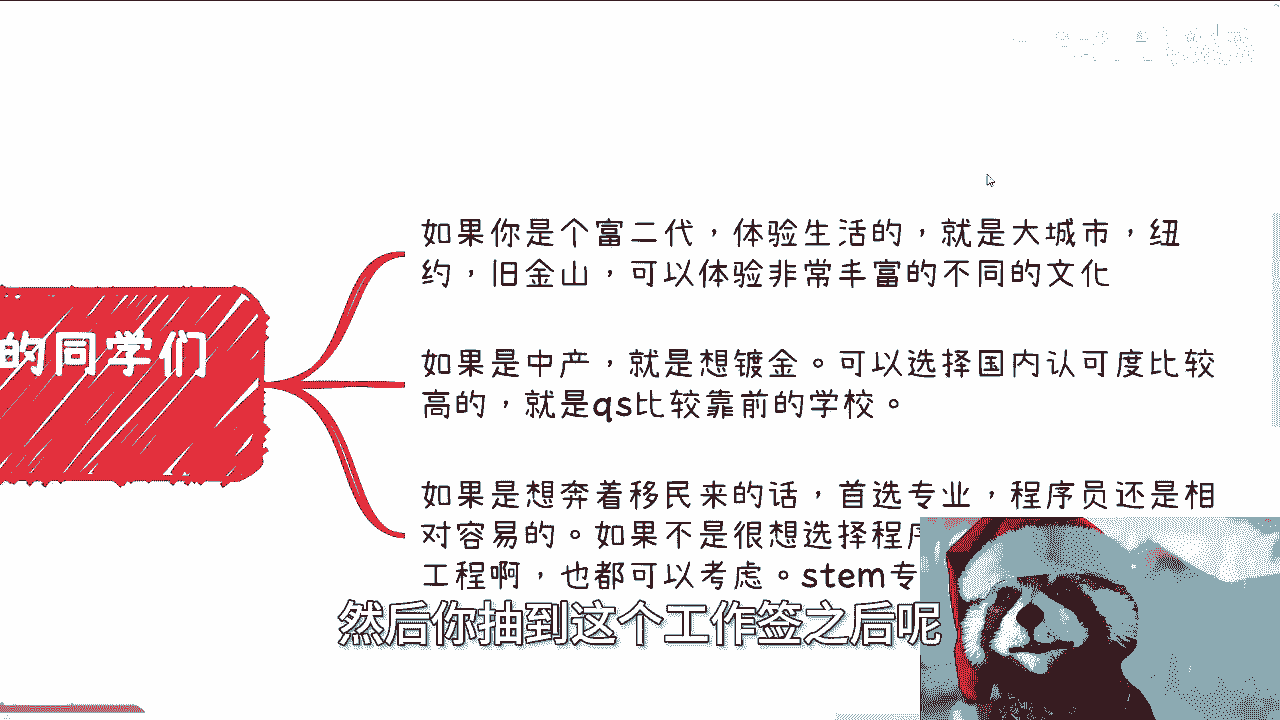 如果你是个富二代，体验生活的，就是大城市，纽
约，旧金山，可以体验非常丰富的不同的文化
的同学们
如果是中产，就是想镀金。可以选择国内认可度比较
高的，就是qs比较靠前的学校。
如果是想奔着移民来的话，首选专业，程序员还是相
对容易的。如果不是很想选择程
工程啊，也都可以考虑。stem专
然后你抽到这个工作签之后呢